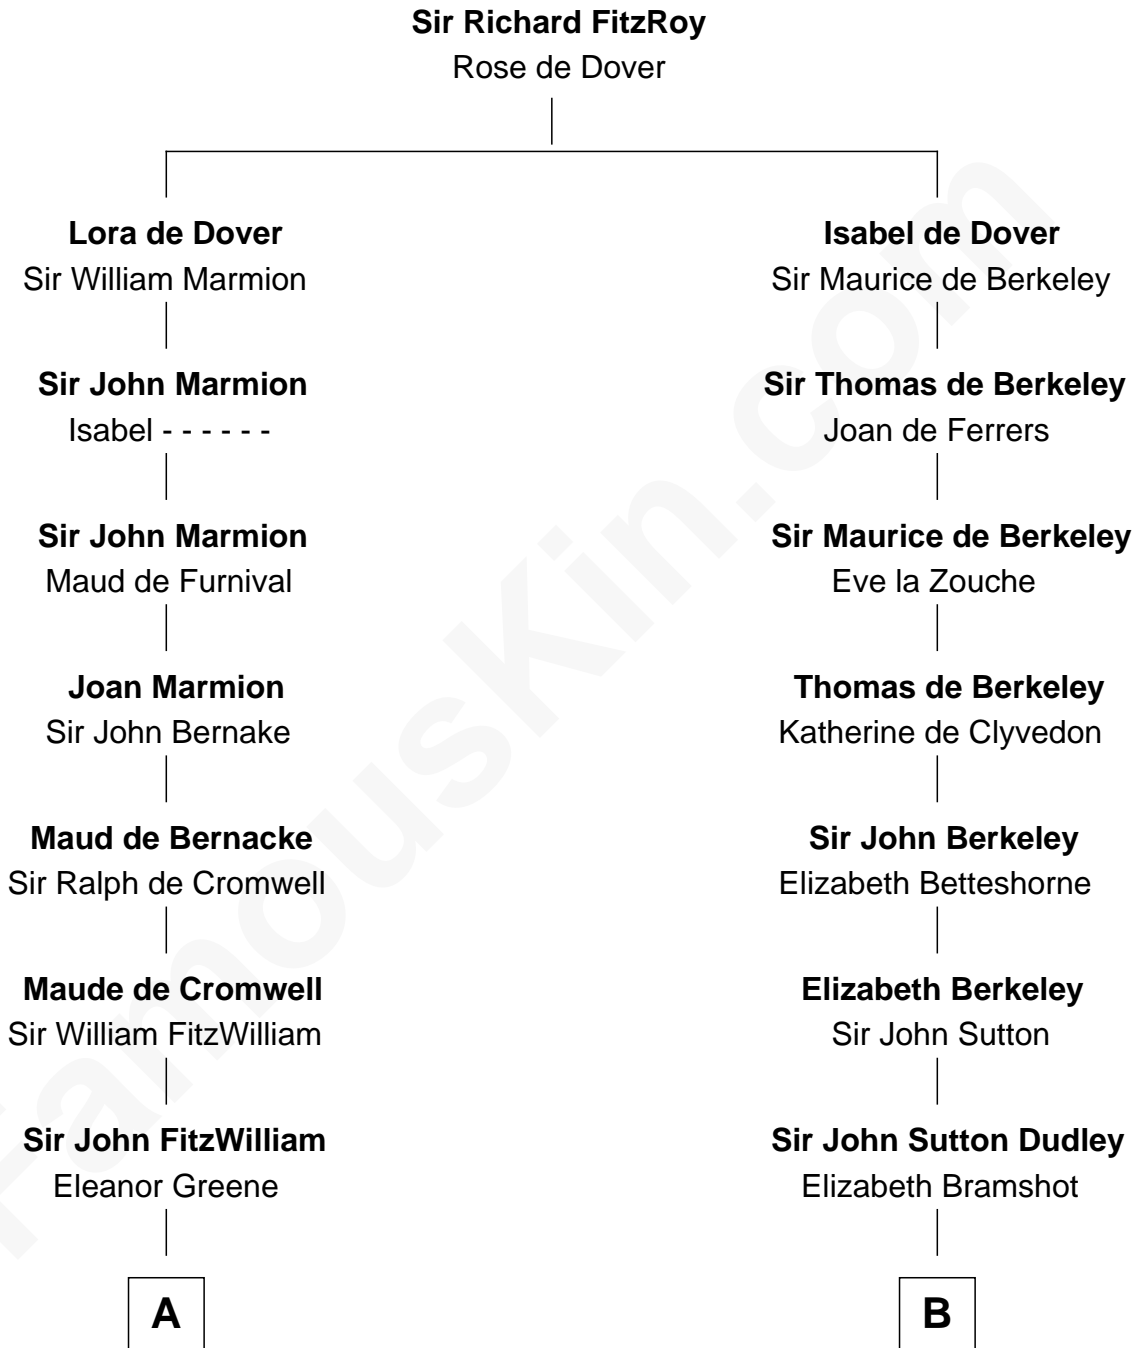 Sir Richard FitzRoy
Rose de Dover
Lora de Dover
Sir William Marmion
Isabel de Dover
Sir Maurice de Berkeley
Sir John Marmion
Isabel - - - - - -
Sir Thomas de Berkeley
Joan de Ferrers
Sir John Marmion
Maud de Furnival
Sir Maurice de Berkeley
Eve la Zouche
Joan Marmion
Sir John Bernake
Thomas de Berkeley
Katherine de Clyvedon
Maud de Bernacke
Sir Ralph de Cromwell
Sir John Berkeley
Elizabeth Betteshorne
Maude de Cromwell
Sir William FitzWilliam
Elizabeth Berkeley
Sir John Sutton
Sir John FitzWilliam
Eleanor Greene
Sir John Sutton Dudley
Elizabeth Bramshot
A
B
FamousKin.com